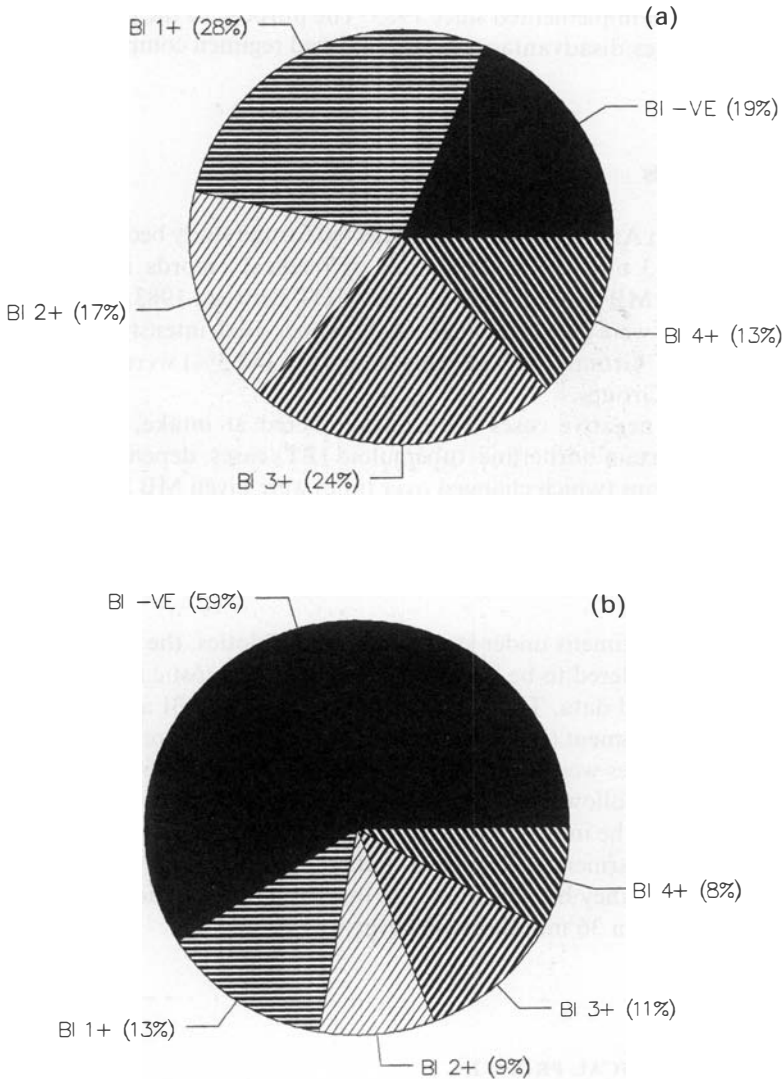 (a)
BI 1+ (28%)
BI -VE (19%)
BI 2+ (17%)
BI 4+ (13%)
BI 3+ (24%)
(b)
BI -VE (59%)
BI 4+ (8%)
BI 3+ (11%)
BI 1+ (13%)
BI 2+ (9%)